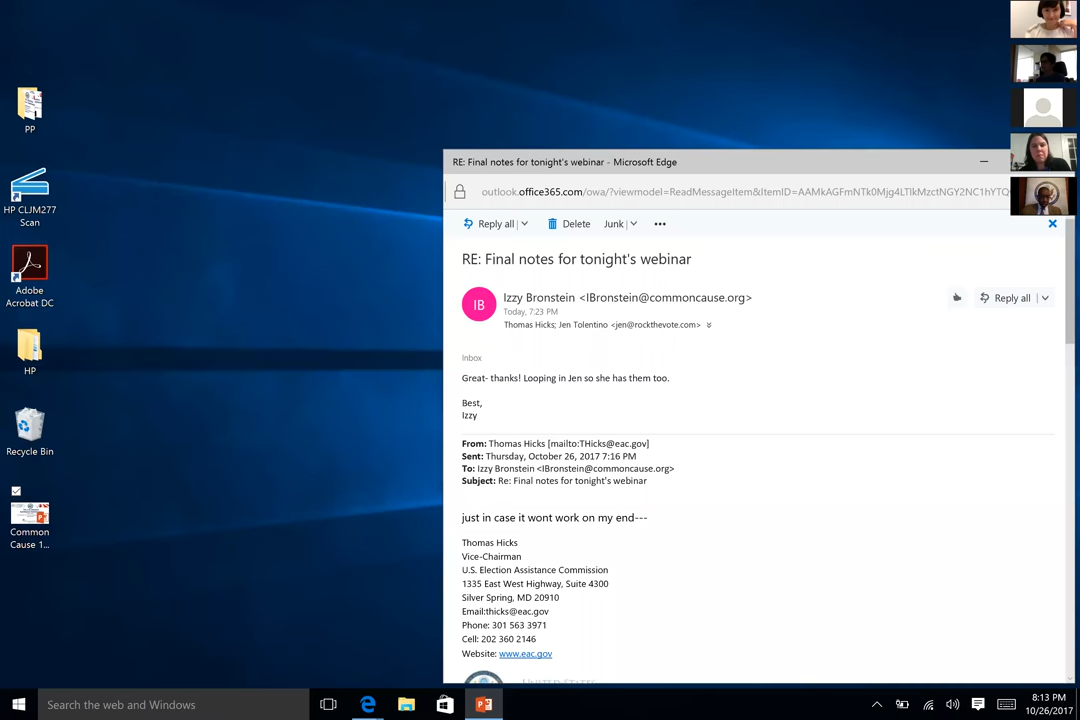 PP
HP CLJM277
Scan
Adobe
Acrobat DC
HP
Recycle Bin
Common
Cause 1...
RE: Final notes for tonight's webinar - Microsoft Edge
outlook.office365.com/owa/?viewmodel=ReadMessageItem&ItemID=AAMkAGFmNTk0Mjg4LTlkMzctNGY2NC1hYTQ
Reply all
Delete
Junk
RE: Final notes for tonight's webinar
IB
Izzy Bronstein <IBronstein@commoncause.org>
Reply all
Today, 7:23 PM
Thomas Hicks; Jen Tolentino <jen@rockthevote.com>
Inbox
Great- thanks! Looping in Jen so she has them too.
Best,
Izzy
From: Thomas Hicks [mailto:THicks@eac.gov]
Sent: Thursday, October 26, 2017 7:16 PM
To: Izzy Bronstein <IBronstein@commoncause.org>
Subject: Re: Final notes for tonight's webinar
just in case it wont work on my end---
Thomas Hicks
Vice-Chairman
U.S. Election Assistance Commission
1335 East West Highway, Suite 4300
Silver Spring, MD 20910
Email:thicks@eac.gov
Phone: 301 563 3971
Cell: 202 360 2146
Website: www.eac.gov
UNITED STATES
Search the web and Windows
8:13 PM
10/26/2017